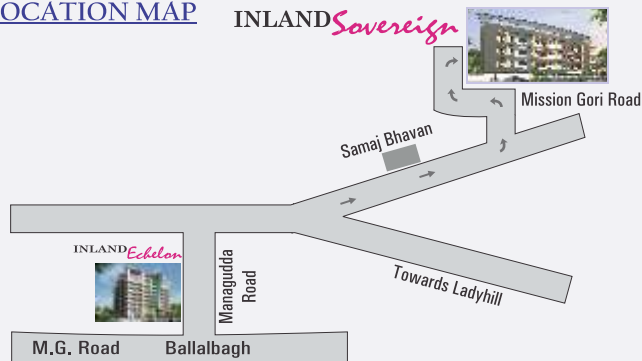 OCATION MAP
INLAND Sovereign
Mission Gori Road
Samaj Bhavan
INLAND Echelon
Managudda
Road
Towards Ladyhill
M.G. Road Ballalbagh